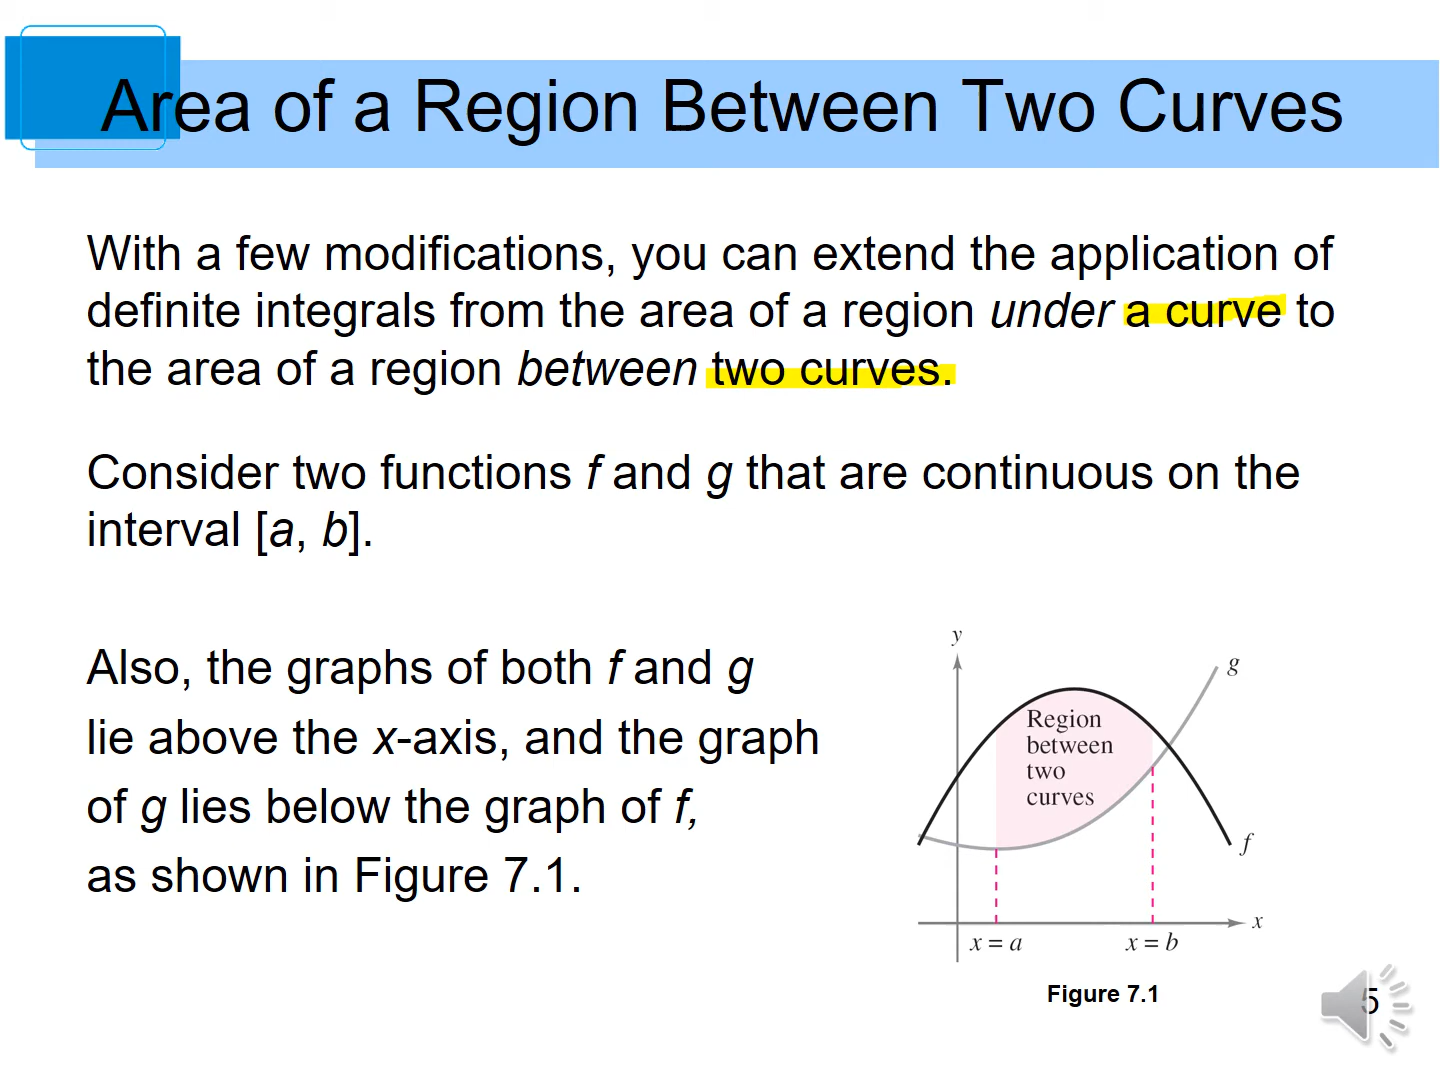 Area of a Region Between Two Curves
With a few modifications, you can extend the application of
definite integrals from the area of a region under a curve to
the area of a region between two curves.
Consider two functions f and g that are continuous on the
interval [a, b].
Also, the graphs of both f and g
lie above the x-axis, and the graph
of g lies below the graph of f,
as shown in Figure 7.1.
y
g
Region
between
two
curves
f
x
x = a
x = b
Figure 7.1
5